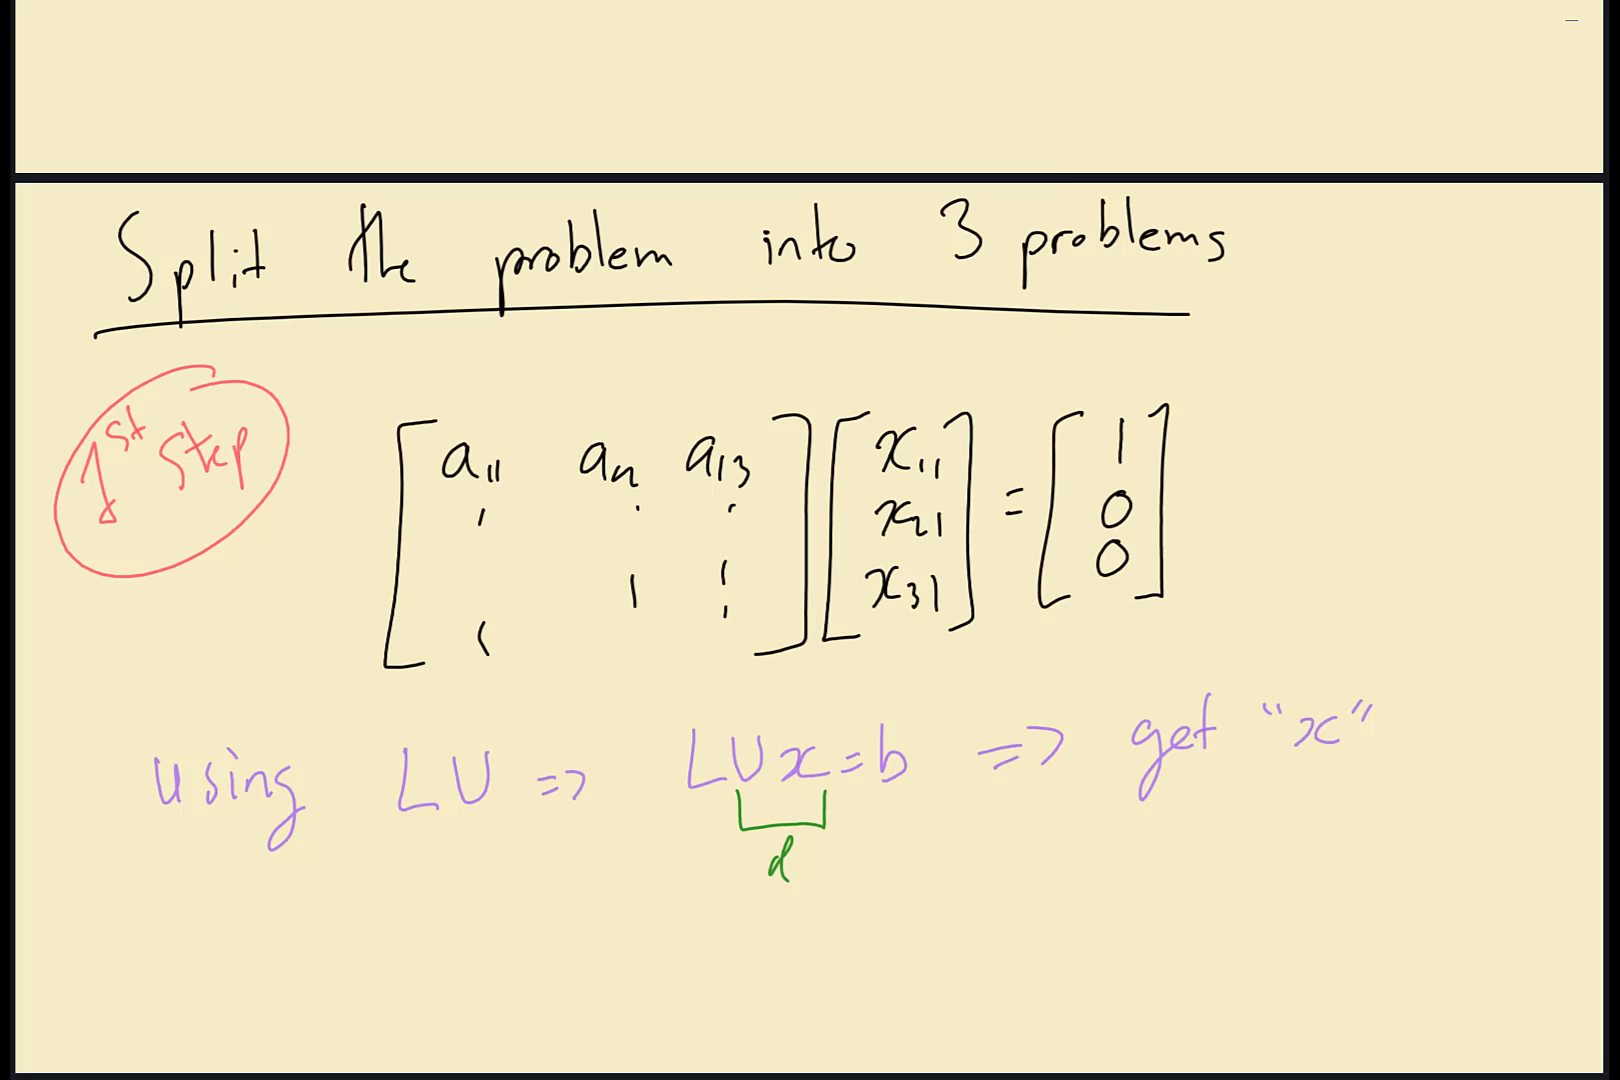 Split the problem into 3 problems
1st step
[ a11 a12 a13 ] [ x11 ] = [ 1 ]
[ x21 ] [ 0 ]
[ x31 ] [ 0 ]
using LU => LUx = b => get "x"
d